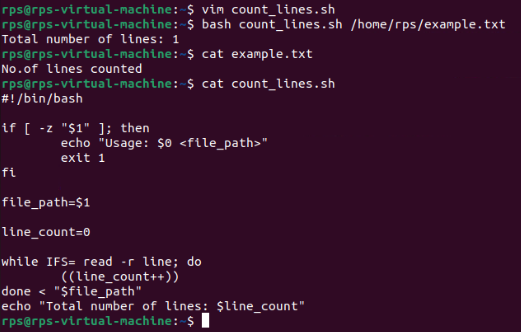 rps@rps-virtual-machine:~$ vim count_lines.sh
rps@rps-virtual-machine:~$ bash count_lines.sh /home/rps/example.txt
Total number of lines: 1
rps@rps-virtual-machine:~$ cat example.txt
No.of lines counted
rps@rps-virtual-machine:~$ cat count_lines.sh
#!/bin/bash

if [ -z "$1" ]; then
        echo "Usage: $0 <file_path>"
        exit 1
fi

file_path=$1

line_count=0

while IFS= read -r line; do
        ((line_count++))
done < "$file_path"
echo "Total number of lines: $line_count"
rps@rps-virtual-machine:~$